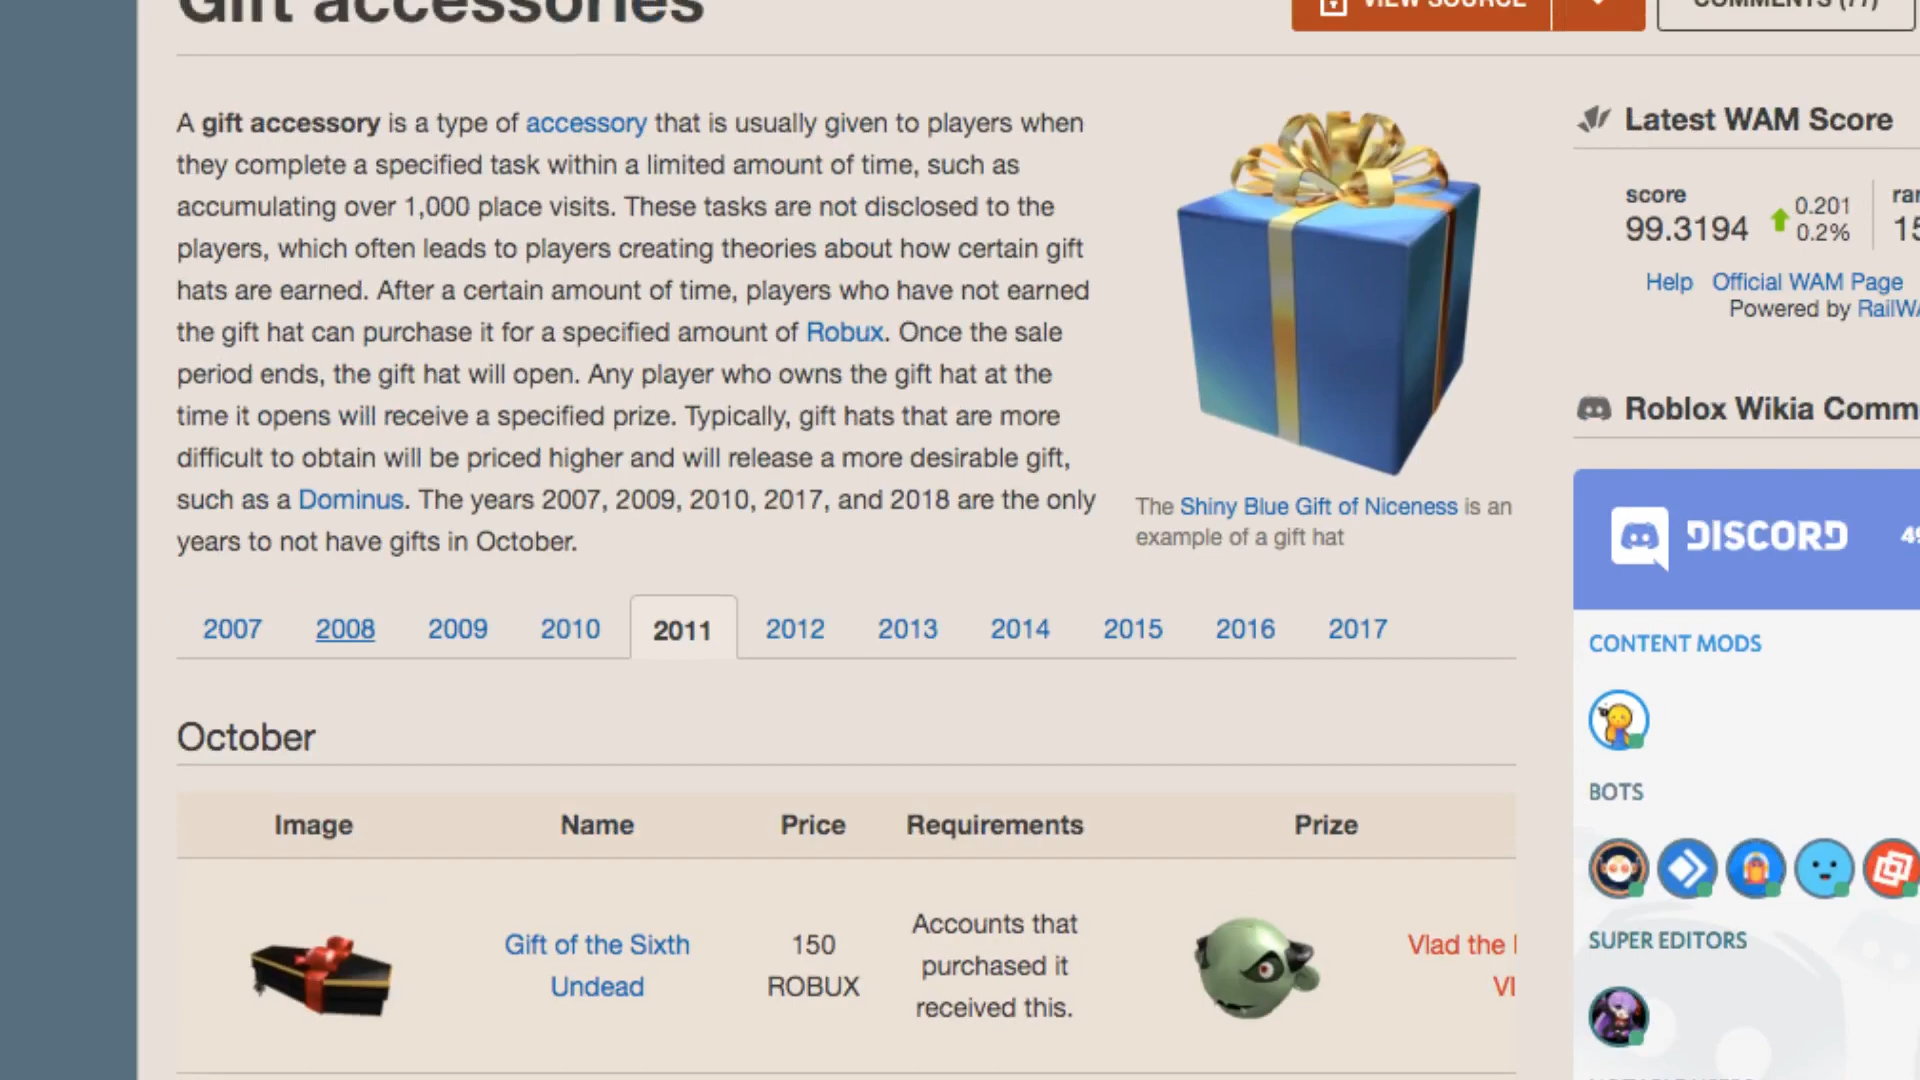 Gift accessories
VIEW SOURCE
COMMENTS (77)
A gift accessory is a type of accessory that is usually given to players when
they complete a specified task within a limited amount of time, such as
accumulating over 1,000 place visits. These tasks are not disclosed to the
players, which often leads to players creating theories about how certain gift
hats are earned. After a certain amount of time, players who have not earned
the gift hat can purchase it for a specified amount of Robux. Once the sale
period ends, the gift hat will open. Any player who owns the gift hat at the
time it opens will receive a specified prize. Typically, gift hats that are more
difficult to obtain will be priced higher and will release a more desirable gift,
such as a Dominus. The years 2007, 2009, 2010, 2017, and 2018 are the only
years to not have gifts in October.
The Shiny Blue Gift of Niceness is an
example of a gift hat
2007 2008 2009 2010 2011 2012 2013 2014 2015 2016 2017
October
Image Name Price Requirements Prize
Gift of the Sixth
Undead
150
ROBUX
Accounts that
purchased it
received this.
Vlad the
Latest WAM Score
score
99.3194
0.201
0.2%
15
Help Official WAM Page
Powered by
Roblox Wikia Comm
DISCORD
CONTENT MODS
BOTS
SUPER EDITORS